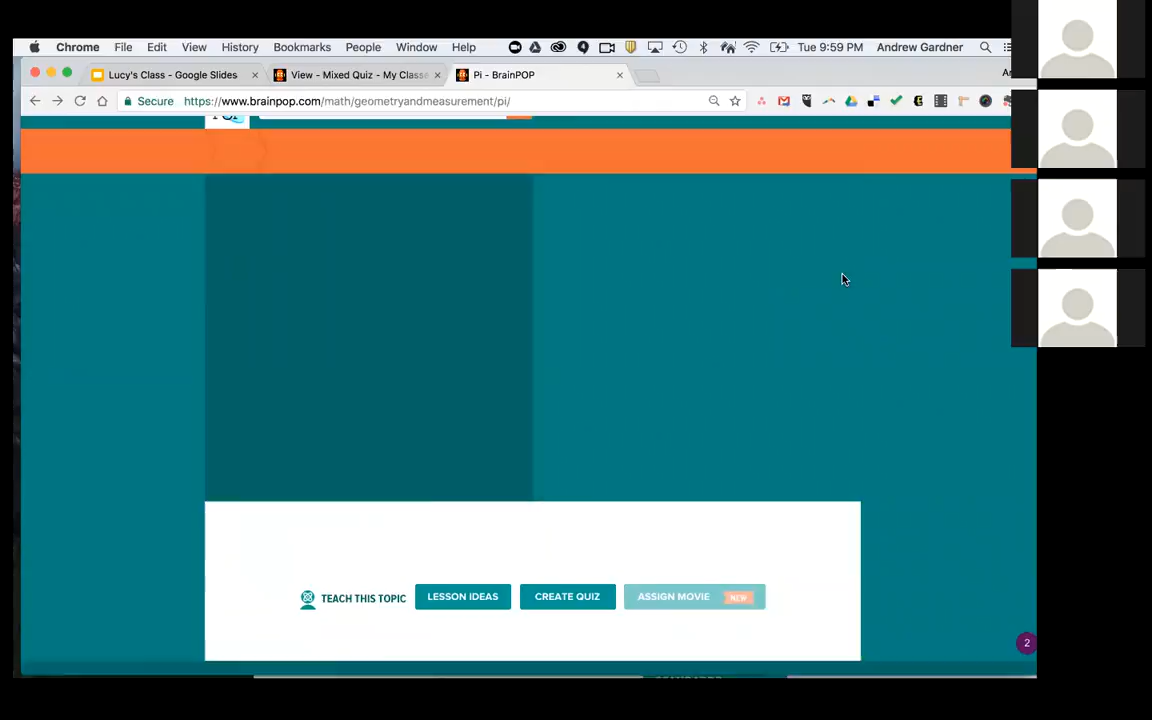 Chrome File Edit View History Bookmarks People Window Help Tue 9:59 PM Andrew Gardner
Lucy's Class - Google Slides View - Mixed Quiz - My Classe Pi - BrainPOP
Secure https://www.brainpop.com/math/geometryandmeasurement/pi/
TEACH THIS TOPIC LESSON IDEAS CREATE QUIZ ASSIGN MOVIE NEW
2